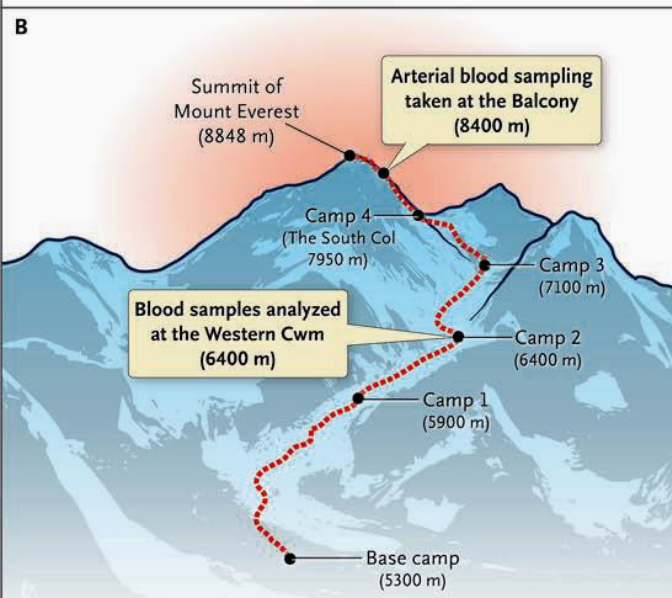 B
Summit of
Mount Everest
(8848 m)
Arterial blood sampling
taken at the Balcony
(8400 m)
Camp 4
(The South Col
7950 m)
Camp 3
(7100 m)
Blood samples analyzed
at the Western Cwm
(6400 m)
Camp 2
(6400 m)
Camp 1
(5900 m)
Base camp
(5300 m)